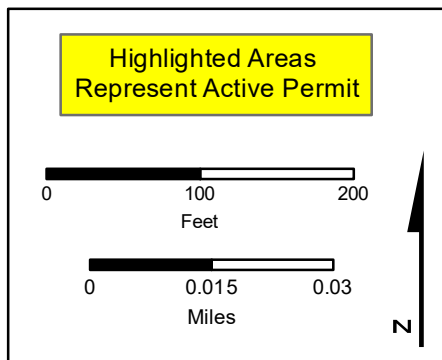 Highlighted Areas
Represent Active Permit
0 100 200
Feet
0 0.015 0.03
Miles
N